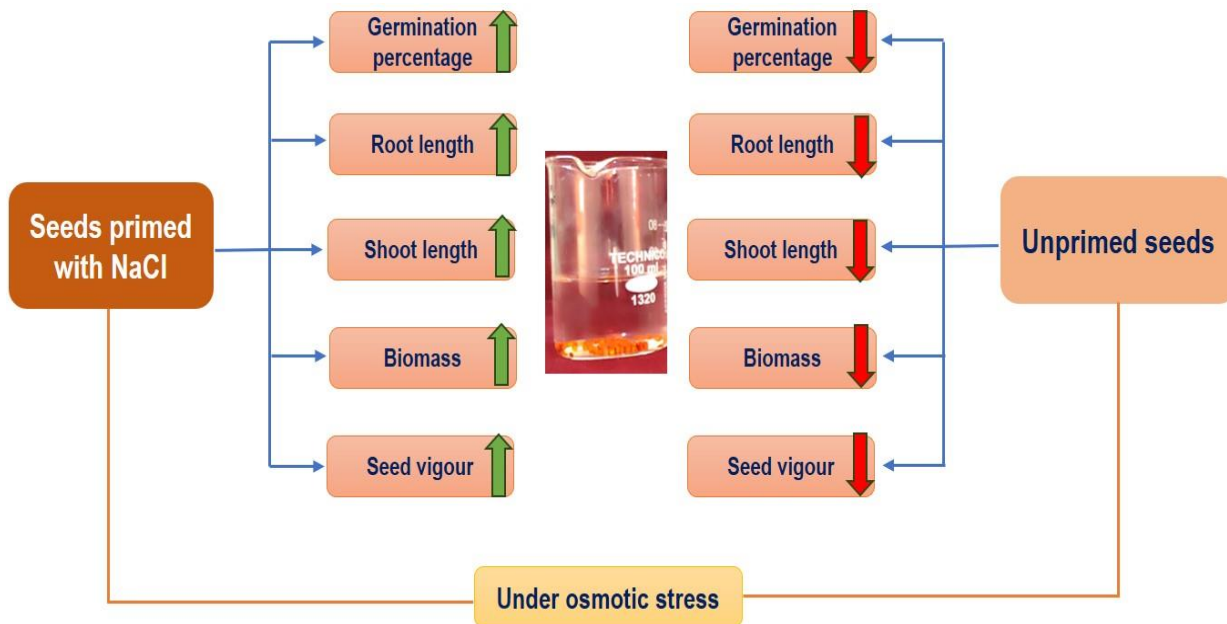 Germination
percentage
Root length
Shoot length
Biomass
Seed vigour
Seeds primed
with NaCl
TECHNICO
100 ml
1320
Germination
percentage
Root length
Shoot length
Biomass
Seed vigour
Unprimed seeds
Under osmotic stress